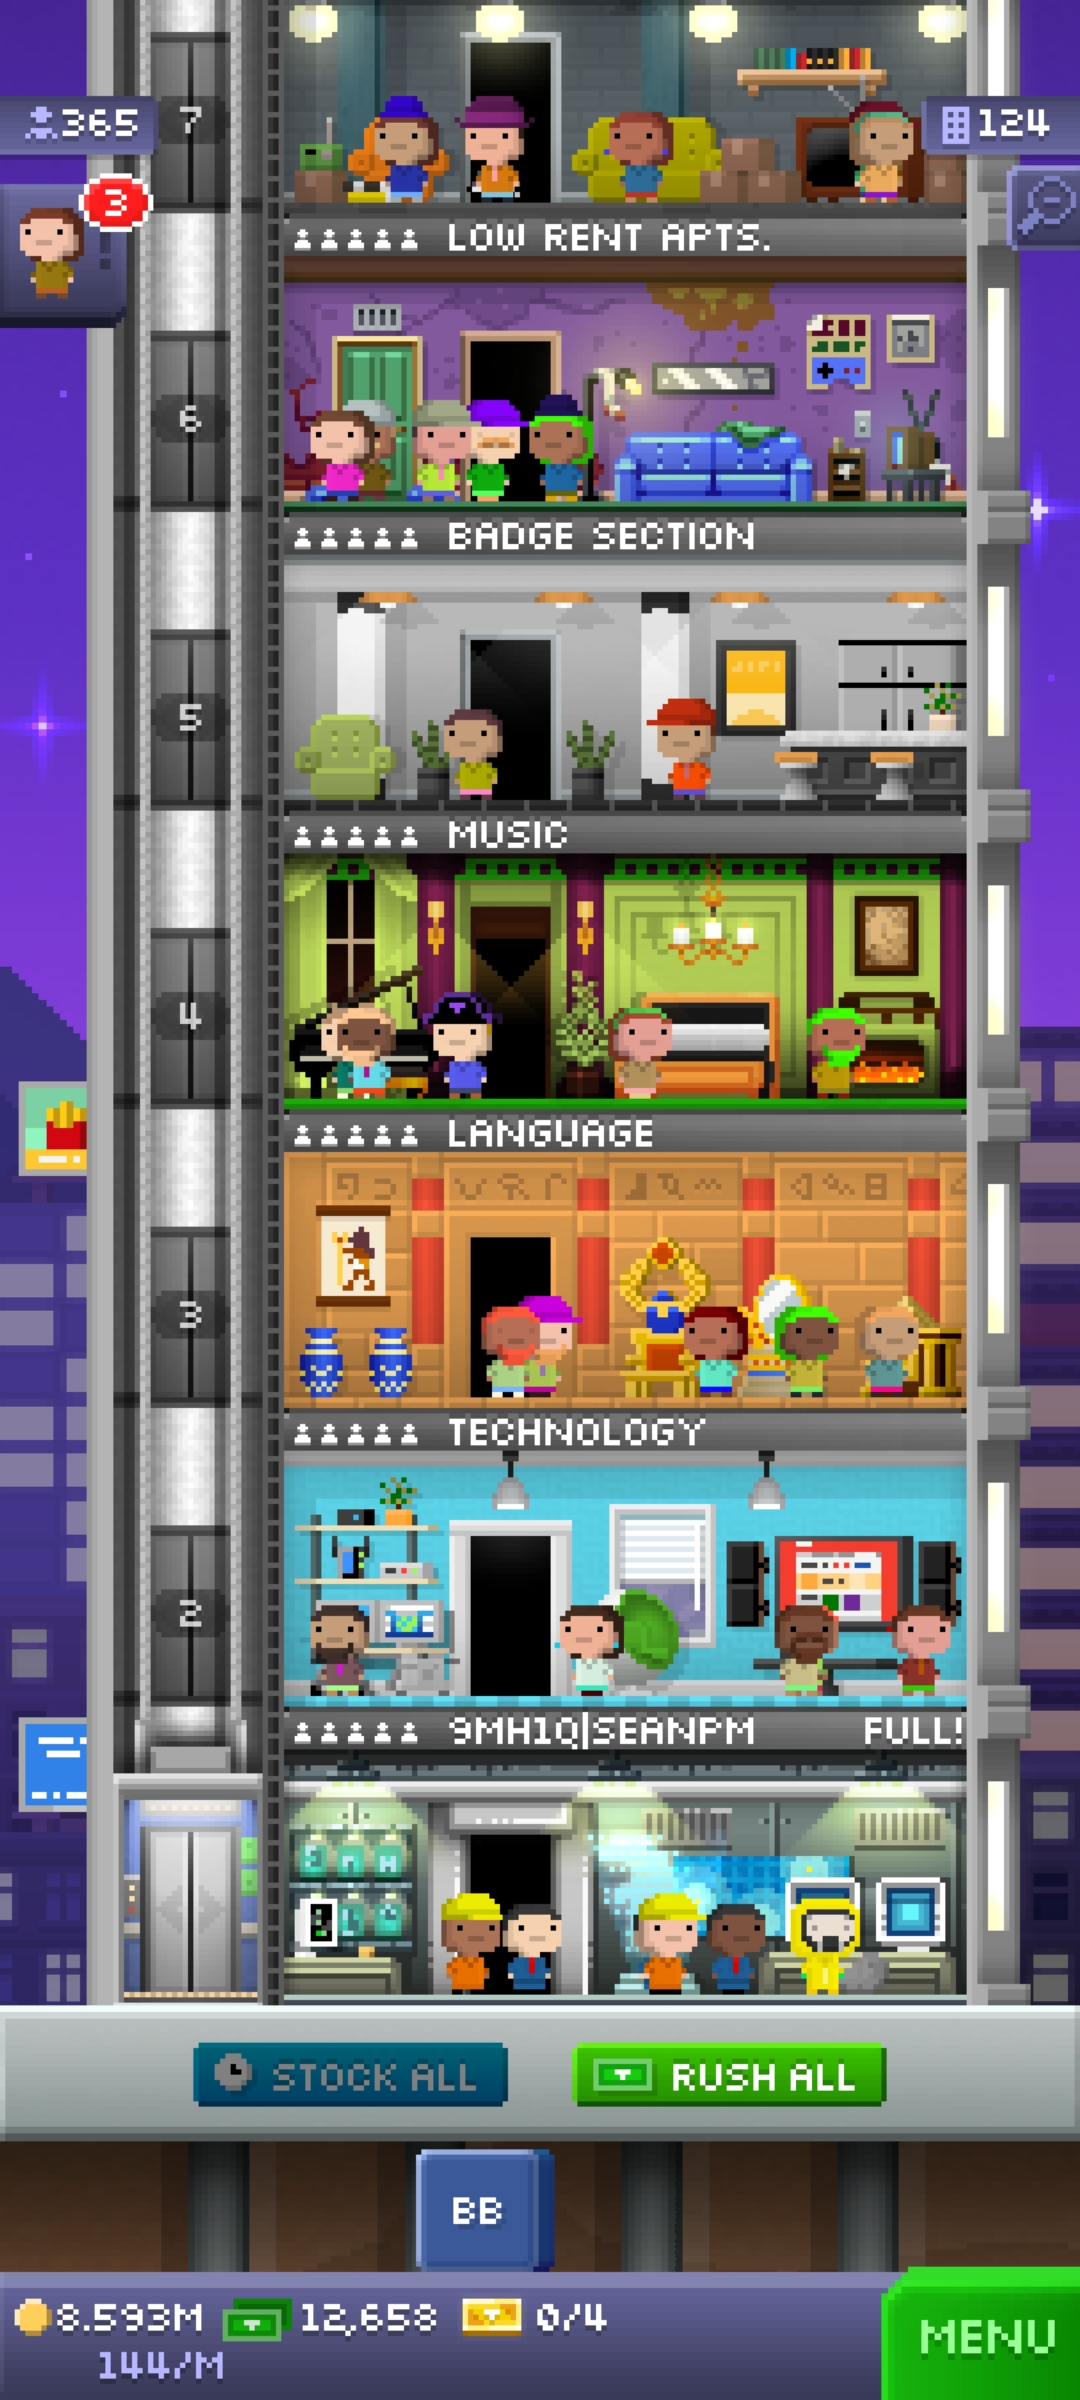 7
365
124
3
LOW RENT APTS.
6
BADGE SECTION
5
MUSIC
4
LANGUAGE
3
TECHNOLOGY
2
9MH1Q|SEANPM FULL!
STOCK ALL
RUSH ALL
BB
8.593M 12,658 0/4
144/M
MENU